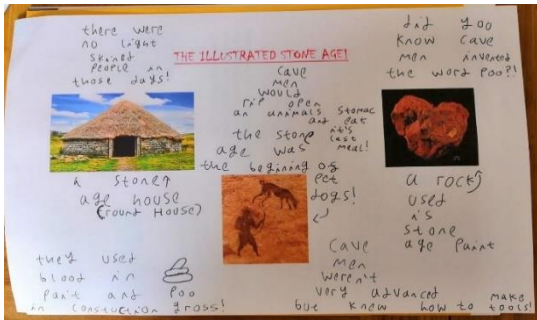 there were
no light
skined
people in
those days!
THE ILLUSTRATED STONE AGE!
did yoo
know cave
men invented
the word poo?!
cave
men
would
rip open
an annimals stomac
and eat
it's
last
meal!
the stone
age was
the beginning of
pet
dogs!
a stone
age house
(round House)
a rock
used
is
stone
age paint
they used
blood in
paint and poo
in construction gross!
Cave
men
weren't
very advanced
but knew how to make
tools!